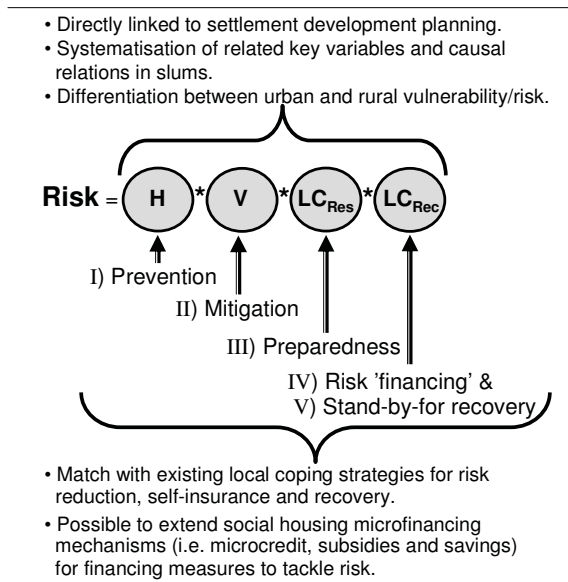 • Directly linked to settlement development planning.
• Systematisation of related key variables and causal
relations in slums.
• Differentiation between urban and rural vulnerability/risk.
Risk = H * V * LCRes * LCRec
I) Prevention
II) Mitigation
III) Preparedness
IV) Risk 'financing' &
V) Stand-by-for recovery
• Match with existing local coping strategies for risk
reduction, self-insurance and recovery.
• Possible to extend social housing microfinancing
mechanisms (i.e. microcredit, subsidies and savings)
for financing measures to tackle risk.